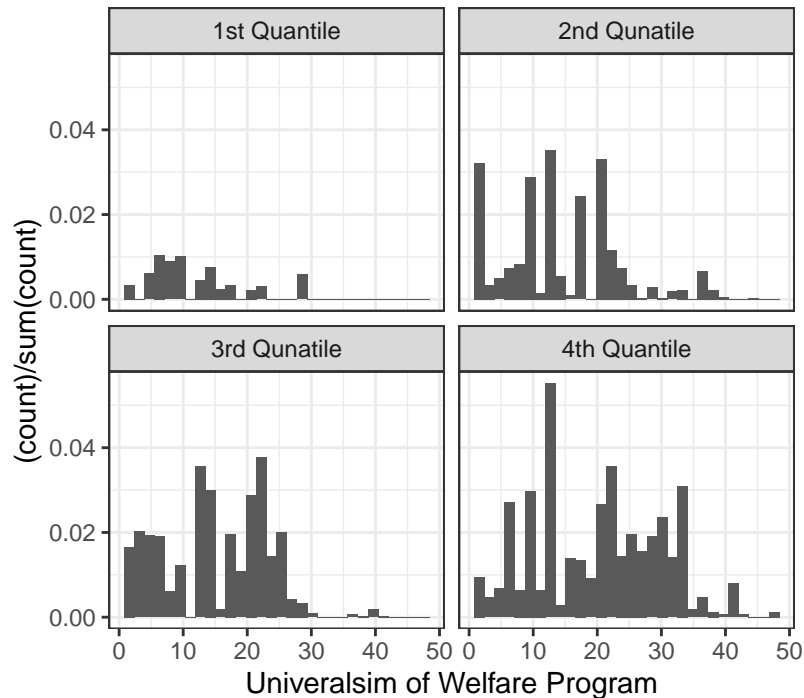 1st Quantile
2nd Qunatile
0.04
0.02
0.00
3rd Qunatile
4th Quantile
0.04
0.02
0.00
0 10 20 30 40 50
0 10 20 30 40 50
(count)/sum(count)
Univeralsim of Welfare Program